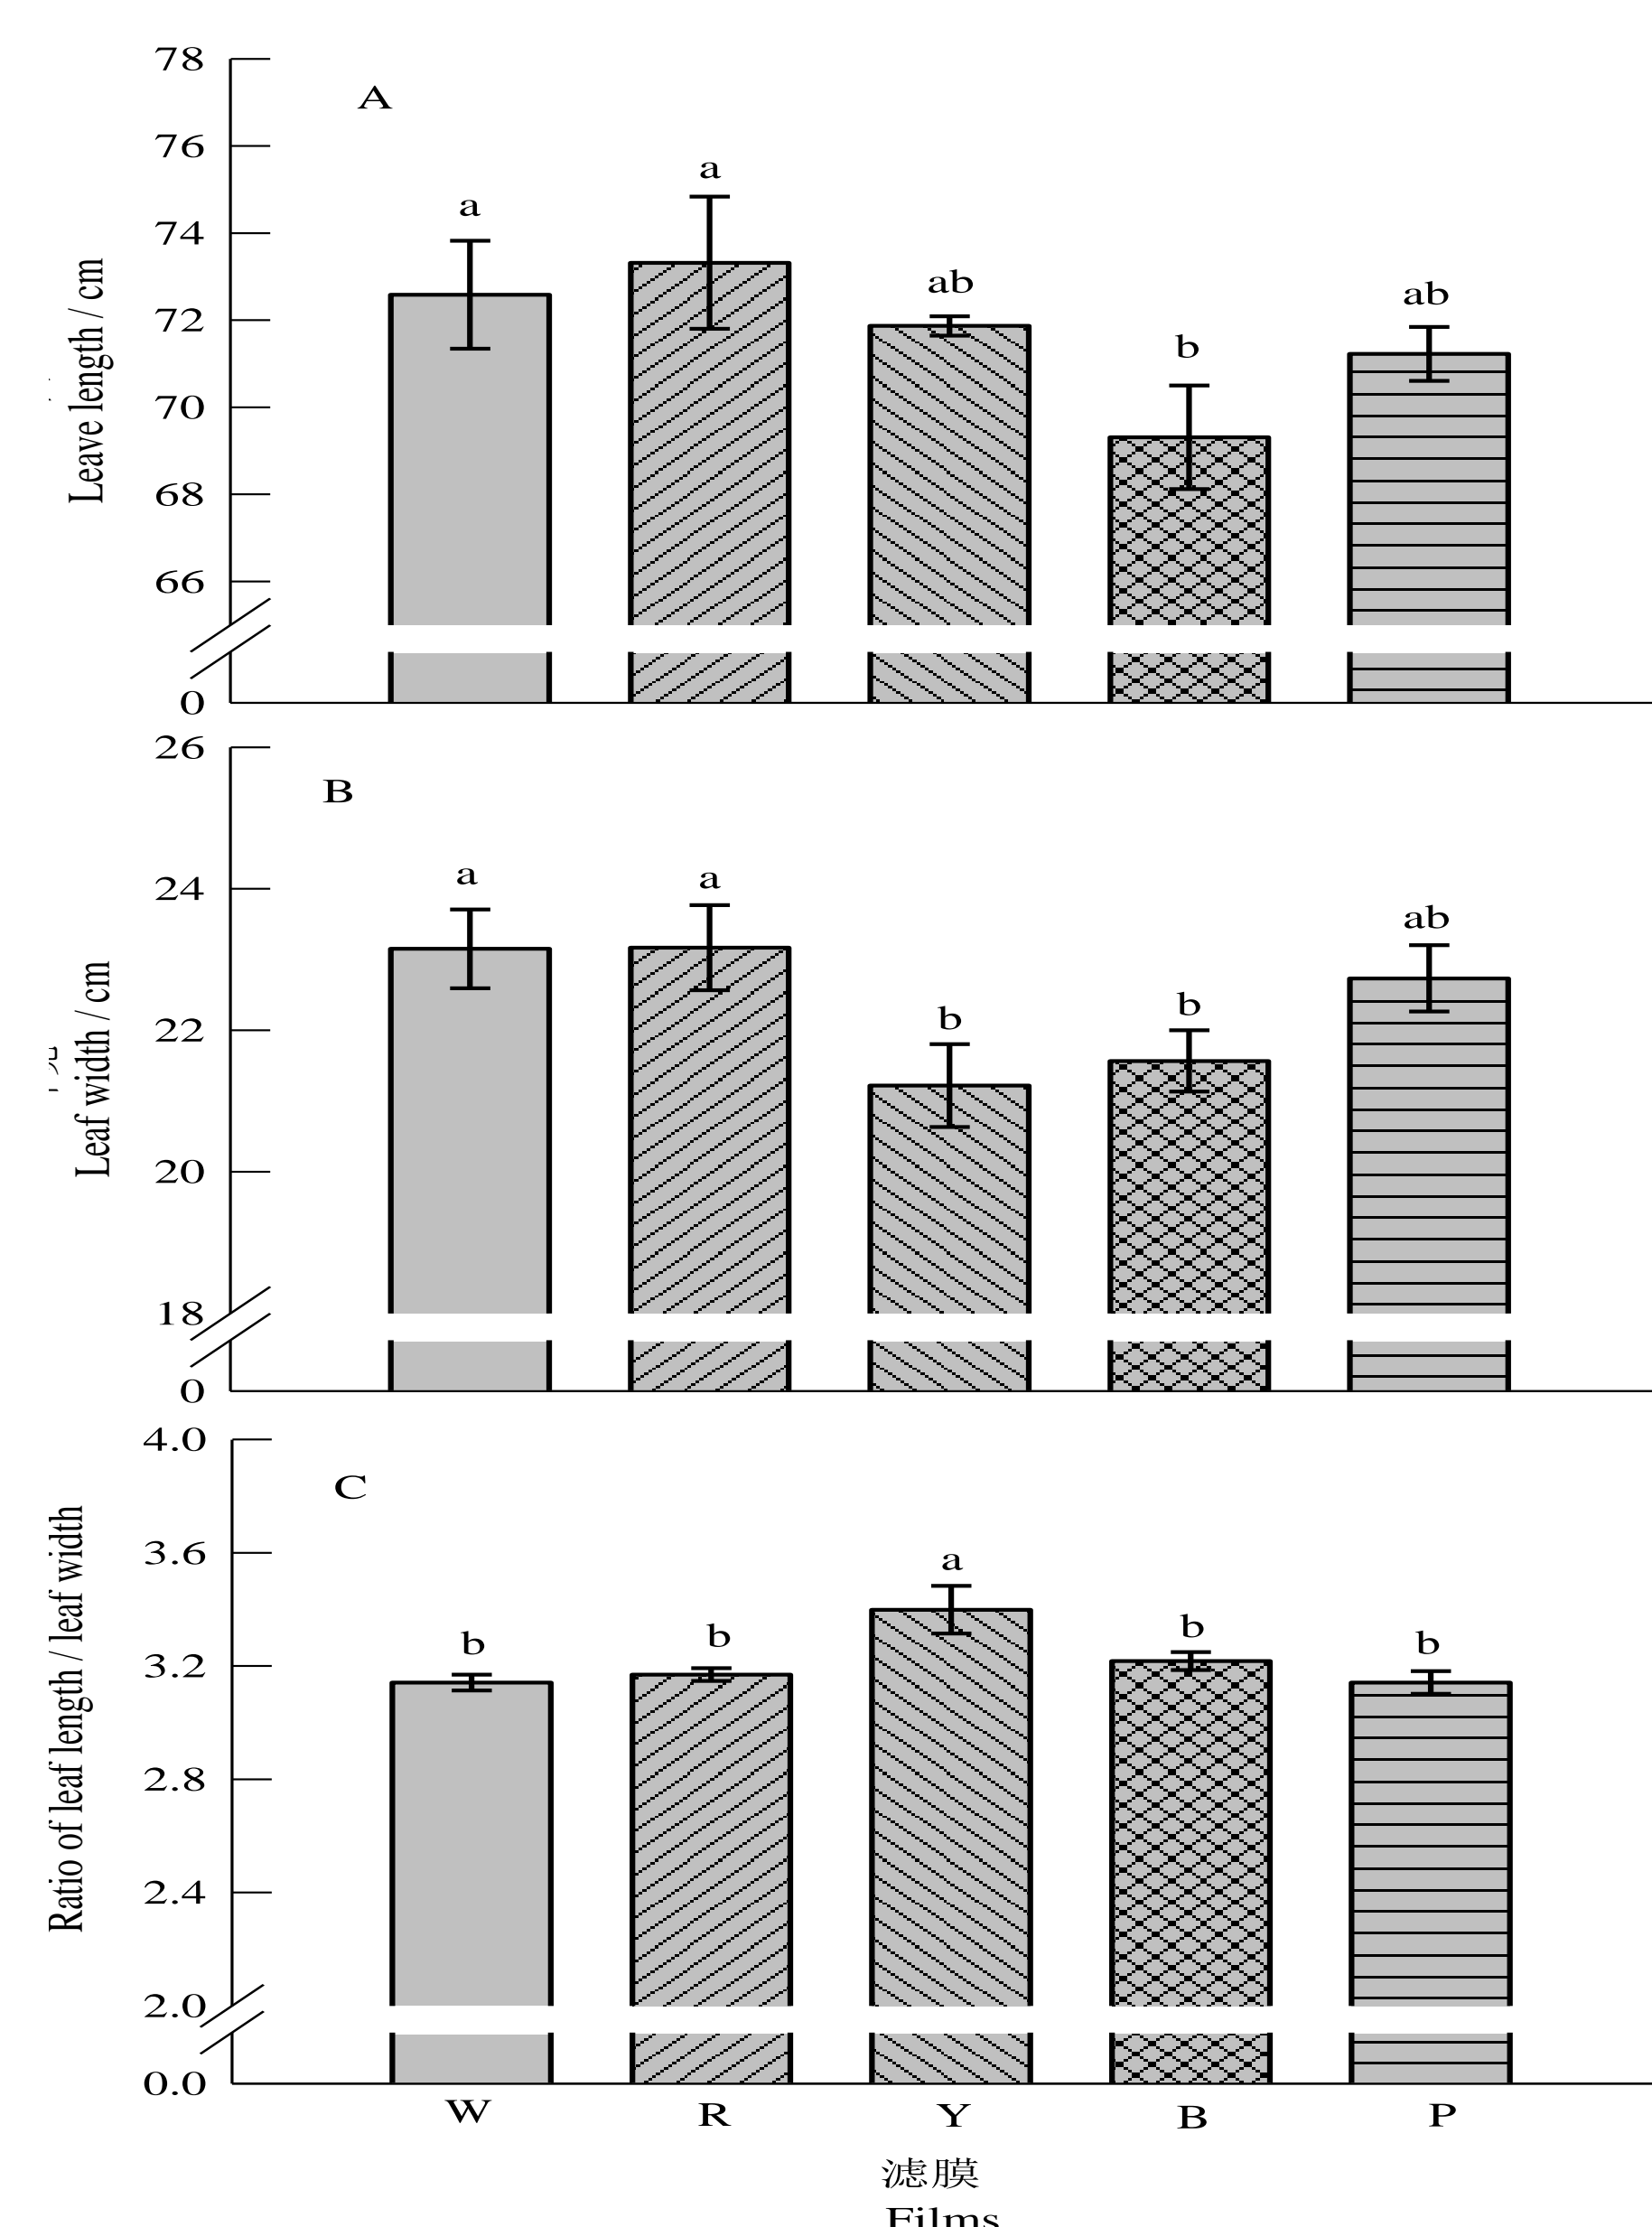 78
A
76
a
a
74
ab
ab
72
b
70
68
66
0
Leave length / cm
26
B
24
a
a
ab
22
b
b
20
18
0
Leaf width / cm
4.0
C
3.6
a
b
b
b
b
3.2
2.8
2.4
2.0
0.0
Ratio of leaf length / leaf width
W R Y B P
滤膜
Films